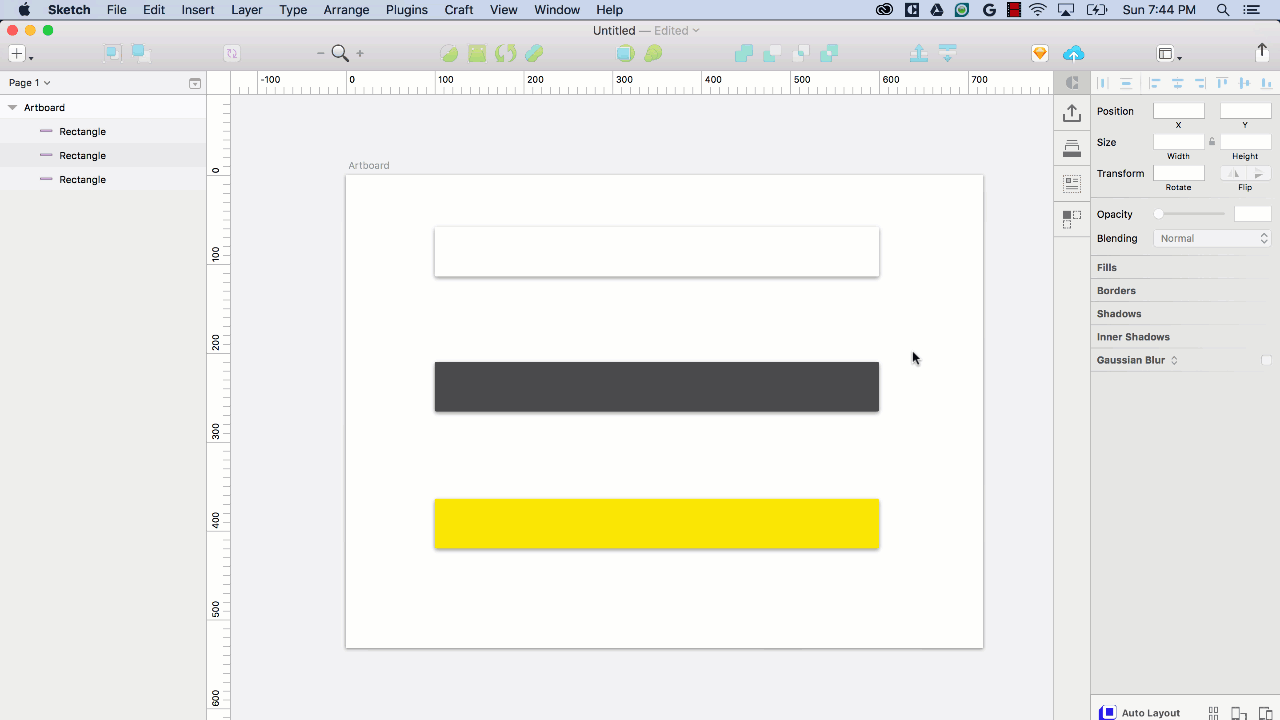 Sketch File Edit Insert Layer Type Arrange Plugins Craft View Window Help Sun 7:44 PM
Untitled — Edited
Page 1
-100 0 100 200 300 400 500 600 700
Artboard
Rectangle
Rectangle
Rectangle
0
100
200
300
400
500
600
Artboard
Position
X Y
Size
Width Height
Transform
Rotate Flip
Opacity
Blending Normal
Fills
Borders
Shadows
Inner Shadows
Gaussian Blur
Auto Layout